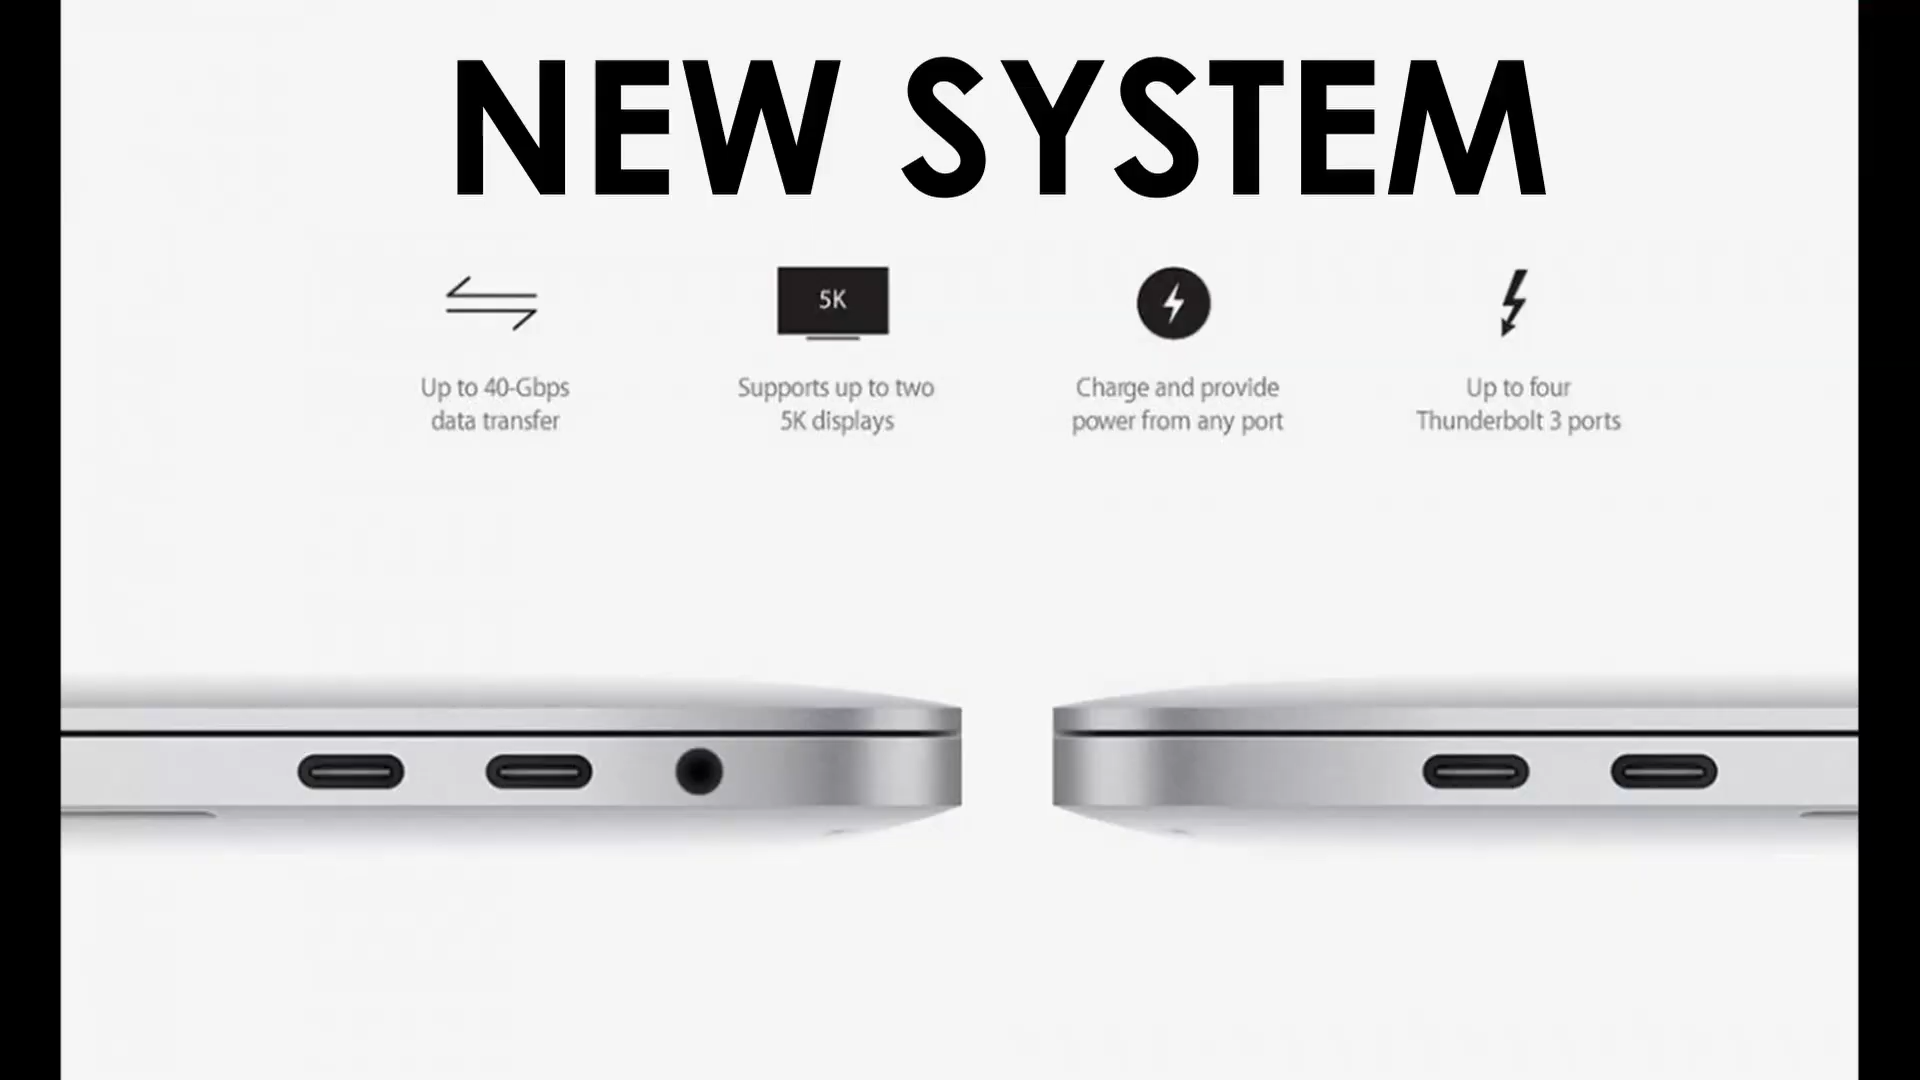 NEW SYSTEM
5K
Up to 40-Gbps
data transfer
Supports up to two
5K displays
Charge and provide
power from any port
Up to four
Thunderbolt 3 ports